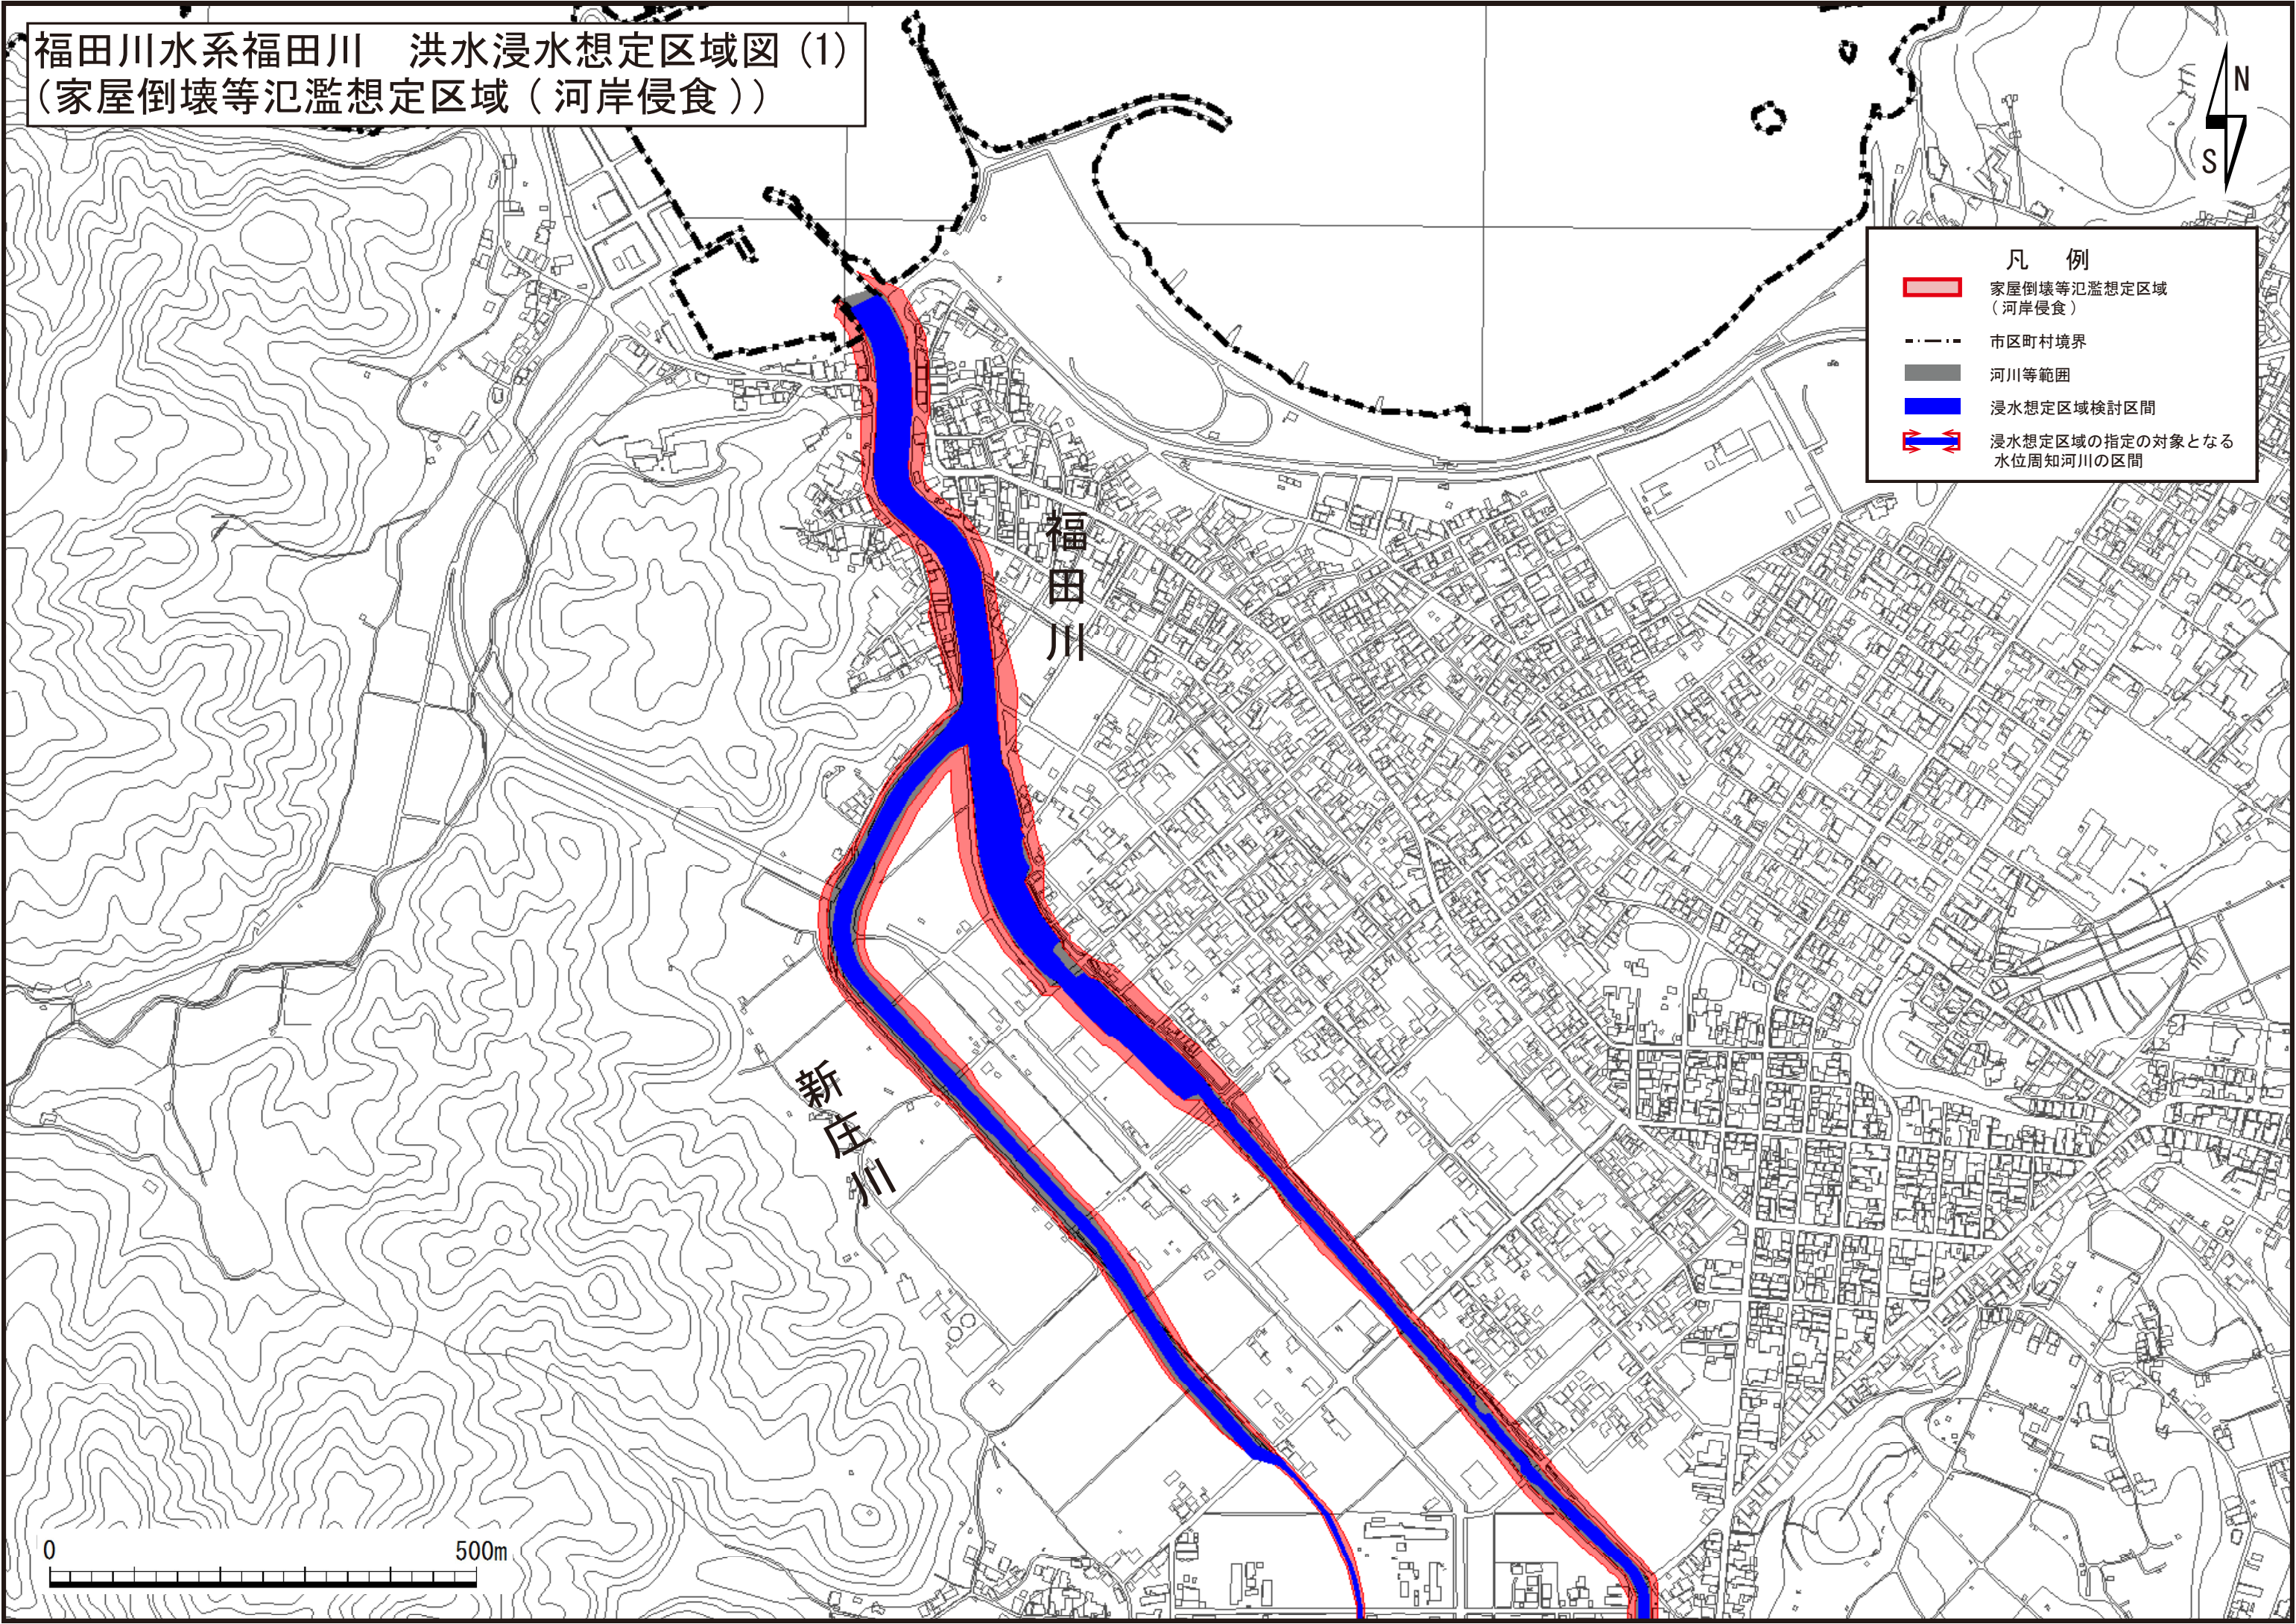 福田川水系福田川　洪水浸水想定区域図(1)
(家屋倒壊等氾濫想定区域(河岸侵食))
N
S
凡　例
家屋倒壊等氾濫想定区域
(河岸侵食)
市区町村境界
河川等範囲
浸水想定区域検討区間
浸水想定区域の指定の対象となる
水位周知河川の区間
福田川
新庄川
0 500m